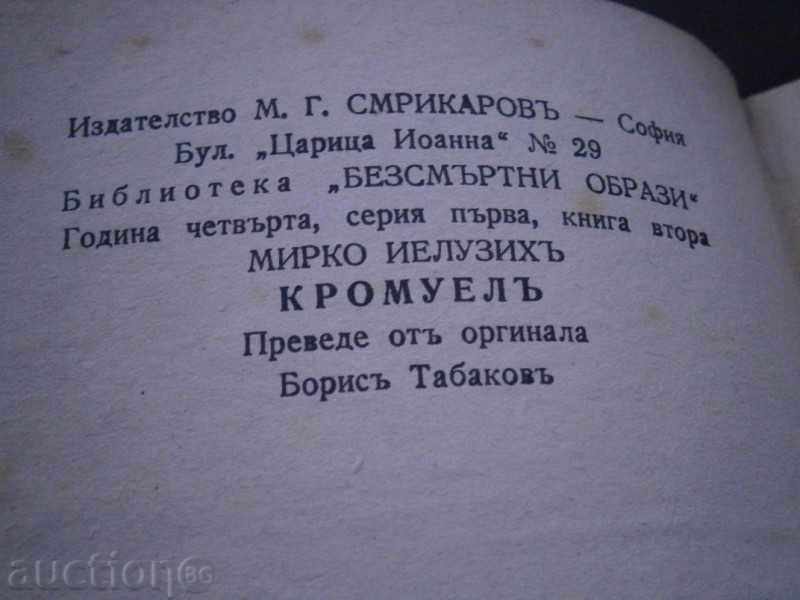 Издателство М. Г. СМРИКАРОВЪ — София
Бул. „Царица Иоанна“ № 29
Библиотека „БЕЗСМЪРТНИ ОБРАЗИ“
Година четвърта, серия първа, книга втора
МИРКО ИЕЛУЗИХЪ
КРОМУЕЛЪ
Преведе отъ оргинала
Борисъ Табаковъ
auction BG